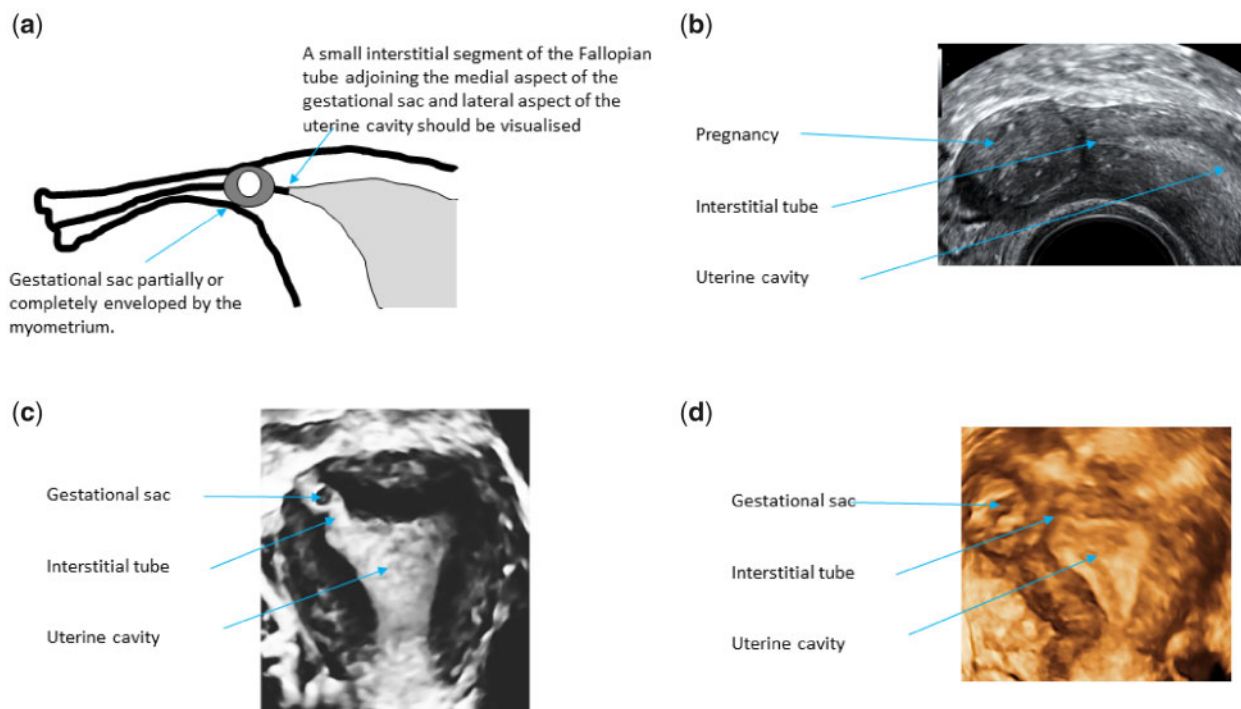 (a)
A small interstitial segment of the Fallopian
tube adjoining the medial aspect of the
gestational sac and lateral aspect of the
uterine cavity should be visualised
Gestational sac partially or
completely enveloped by the
myometrium.
(b)
Pregnancy
Interstitial tube
Uterine cavity
(c)
Gestational sac
Interstitial tube
Uterine cavity
(d)
Gestational sac
Interstitial tube
Uterine cavity